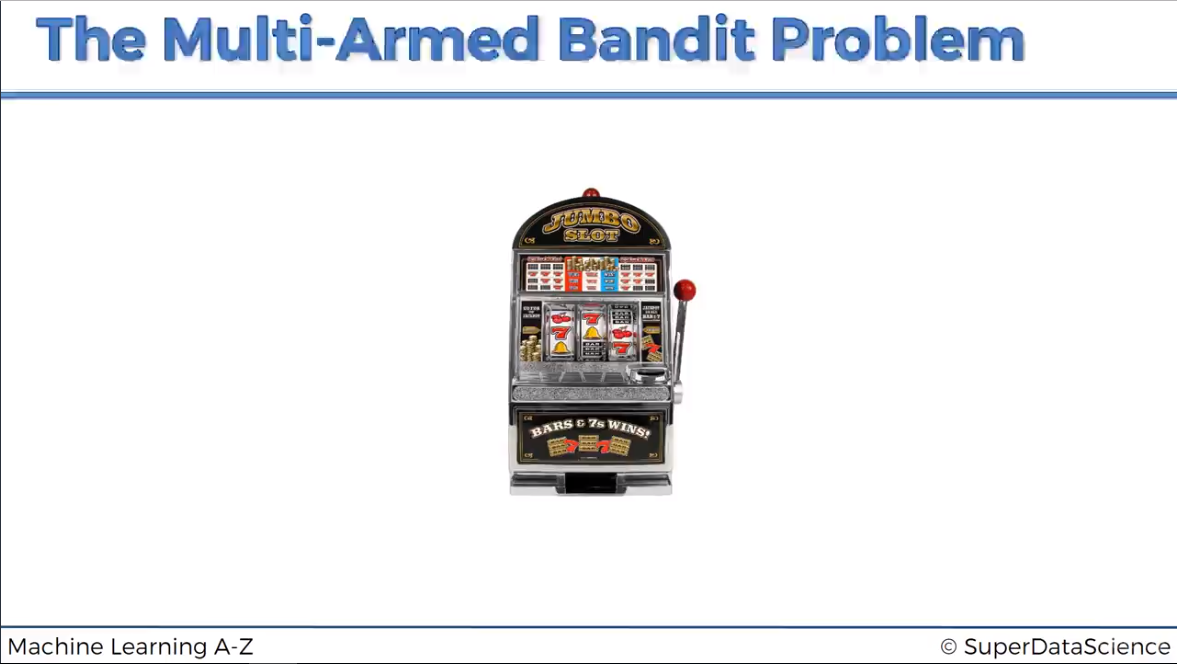 The Multi-Armed Bandit Problem
JUMBO
SLOT
BARS & 7s WINS!
Machine Learning A-Z
© SuperDataScience